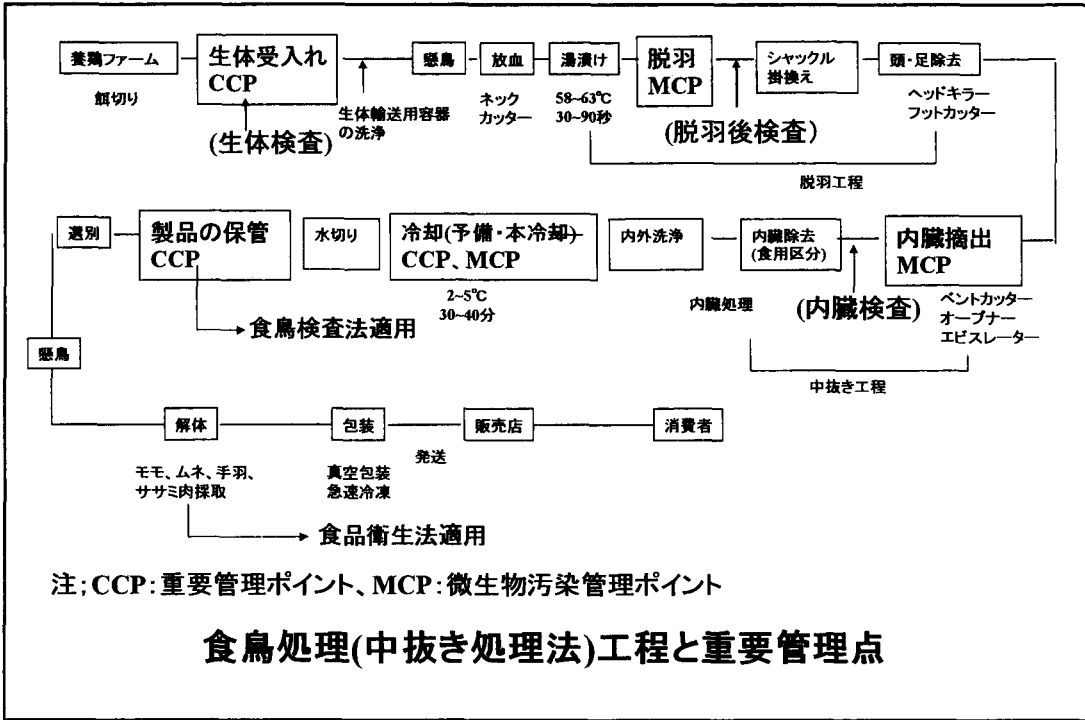 養鶏ファーム
餌切り
生体受入れ
CCP
(生体検査)
生体輸送用容器
の洗浄
懸鳥
放血
ネック
カッター
湯漬け
58~63℃
30~90秒
脱羽
MCP
(脱羽後検査)
シャックル
掛換え
頭・足除去
ヘッドキラー
フットカッター
脱羽工程
内臓摘出
MCP
ベントカッター
オープナー
エビスレーター
(内臓検査)
内臓除去
(食用区分)
内臓処理
中抜き工程
内外洗浄
冷却(予備・本冷却)
CCP、MCP
2~5℃
30~40分
水切り
製品の保管
CCP
食鳥検査法適用
選別
懸鳥
解体
モモ、ムネ、手羽、
ササミ肉採取
食品衛生法適用
包装
真空包装
急速冷凍
発送
販売店
消費者
注;CCP:重要管理ポイント、MCP:微生物汚染管理ポイント
食鳥処理(中抜き処理法)工程と重要管理点